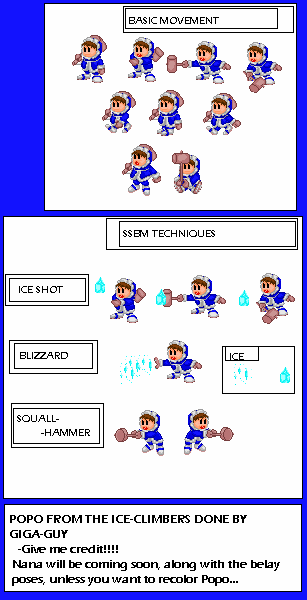 BASIC MOVEMENT
SSBM TECHNIQUES
ICE SHOT
BLIZZARD
ICE
SQUALL-
-HAMMER
POPO FROM THE ICE-CLIMBERS DONE BY
GIGA-GUY
-Give me credit!!!!
Nana will be coming soon, along with the belay
poses, unless you want to recolor Popo...